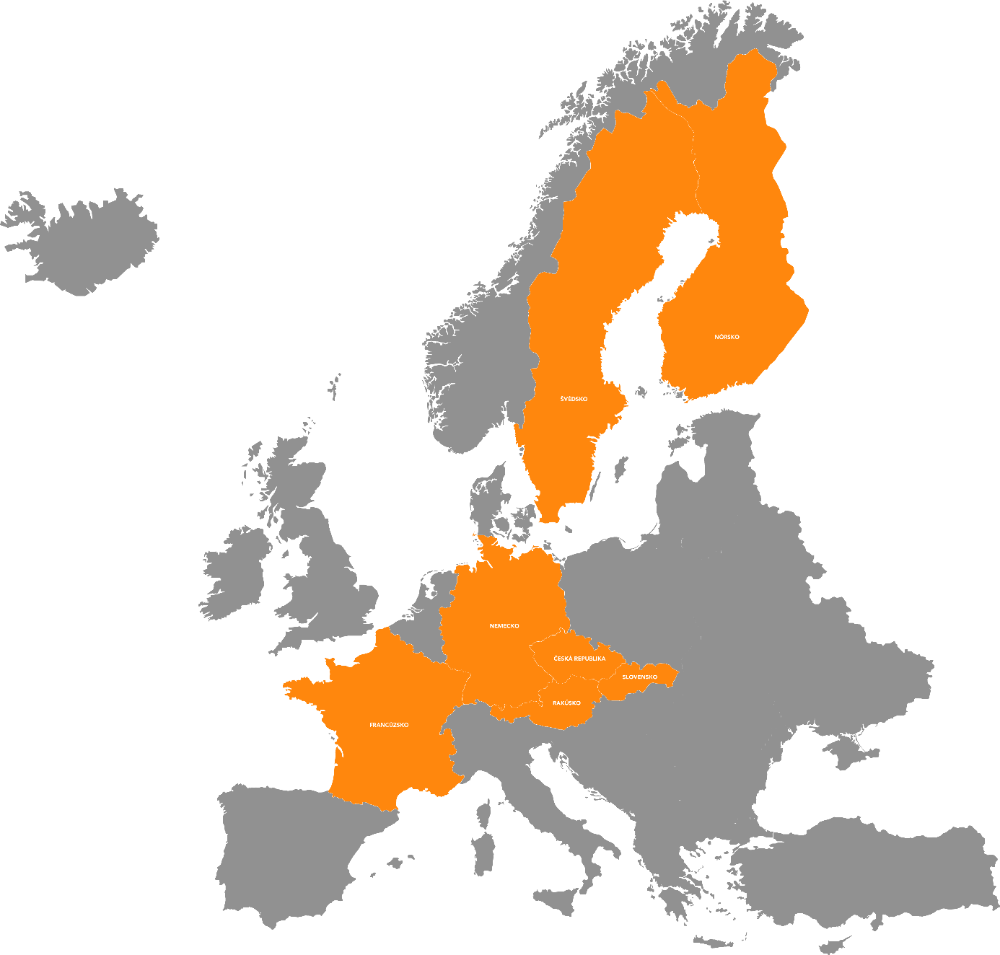 NÓRSKO
ŠVÉDSKO
NEMECKO
ČESKÁ REPUBLIKA
SLOVENSKO
RAKÚSKO
FRANCÚZSKO